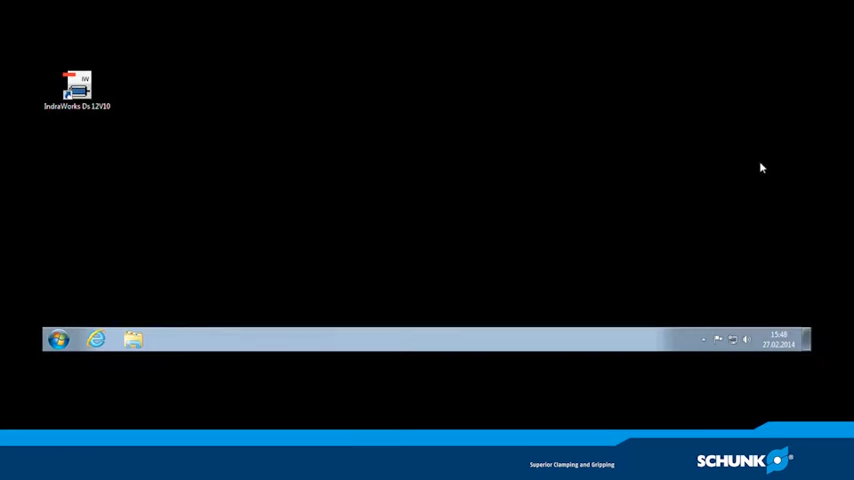 IW
IndraWorks Ds 12V10
15:48
27.02.2014
Superior Clamping and Gripping
SCHUNK